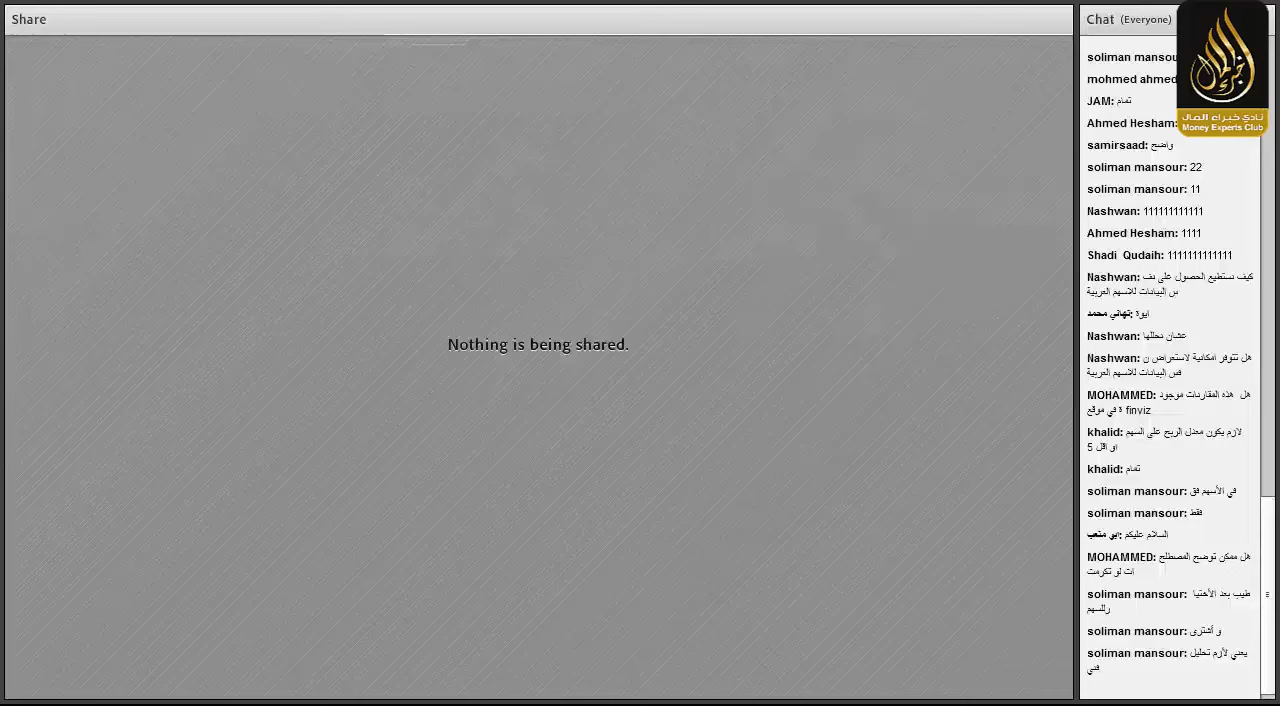 Share
Chat (Everyone)
نادي خبراء المال
Money Experts Club
soliman mansou
mohmed ahmed
JAM: تمام
Ahmed Hesham:
samirsaad: واضح
soliman mansour: 22
soliman mansour: 11
Nashwan: 111111111111
Ahmed Hesham: 1111
Shadi Qudaih: 1111111111111
Nashwan: كيف نستطيع الحصول على نف
س البيانات للاسهم العربية
تهاني محمد: ايوة
Nashwan: عشان نحللها
Nashwan: هل تتوفر امكانية لاستعراض ن
فس البيانات للاسهم العربية
MOHAMMED: هل هذه المقارنات موجود
ة في موقع finviz
khalid: لازم يكون معدل الربح على السهم
5 او اقل
khalid: تمام
soliman mansour: في الأسهم فق
soliman mansour: فقط
ابو متعب: السلام عليكم
MOHAMMED: هل ممكن توضح المصطلح
ات لو تكرمت
soliman mansour: طيب بعد الأختيا
رللسهم
soliman mansour: و أشترى
soliman mansour: يعني لأزم تحليل
فني
Nothing is being shared.